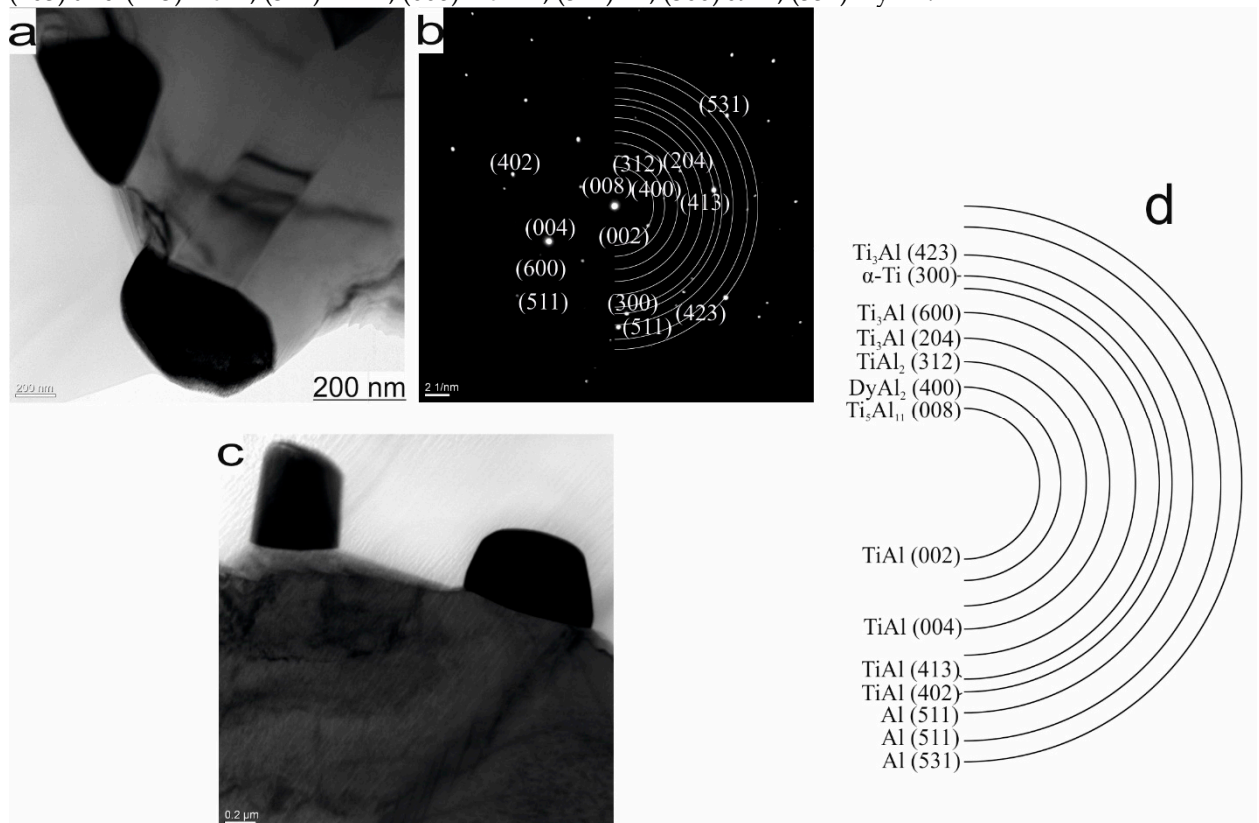 a
200 nm
200 nm
b
(531)
(402)
(312)
(204)
(008)
(400)
(413)
(004)
(002)
(600)
(511)
(300)
(423)
(511)
2 1/nm
c
0.2 µm
d
Ti₃Al (423)
α-Ti (300)
Ti₃Al (600)
Ti₃Al (204)
TiAl₂ (312)
DyAl₂ (400)
Ti₅Al₁₁ (008)
TiAl (002)
TiAl (004)
TiAl (413)
TiAl (402)
Al (511)
Al (511)
Al (531)